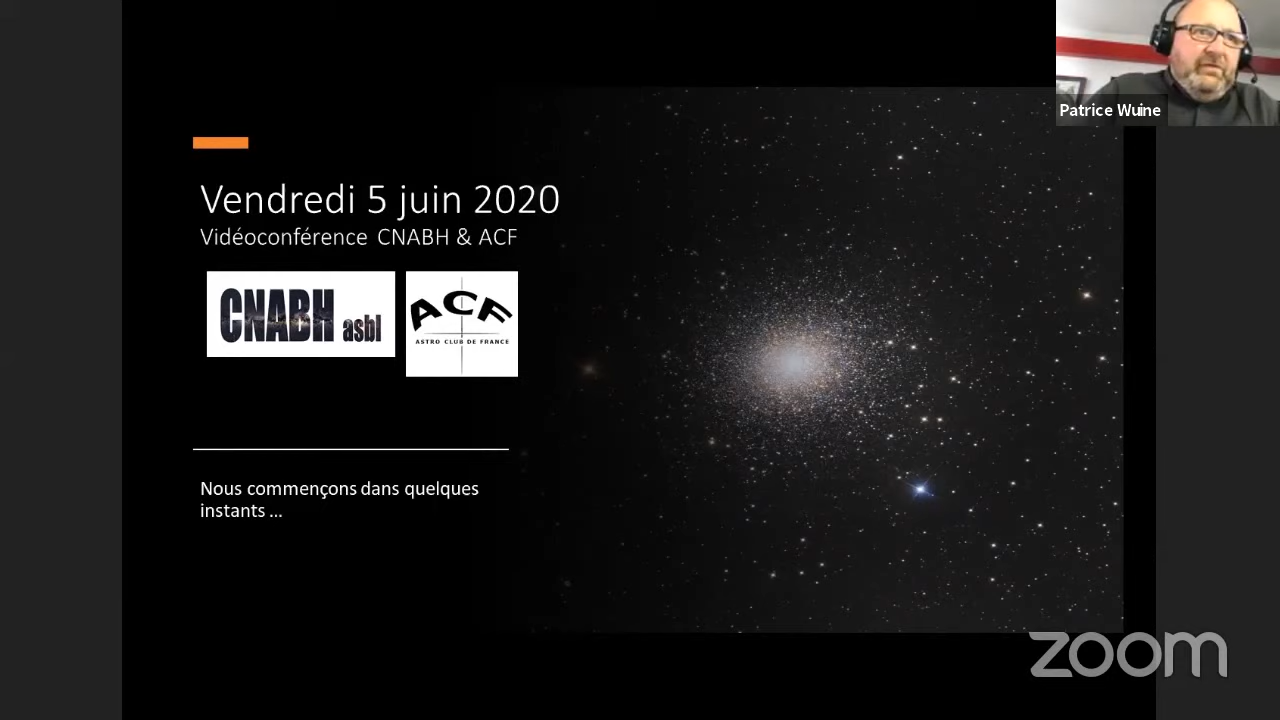 Patrice Wuine
Vendredi 5 juin 2020
Vidéoconférence CNABH & ACF
CNABH asbl
ACF
ASTRO CLUB DE FRANCE
Nous commençons dans quelques
instants ...
zoom